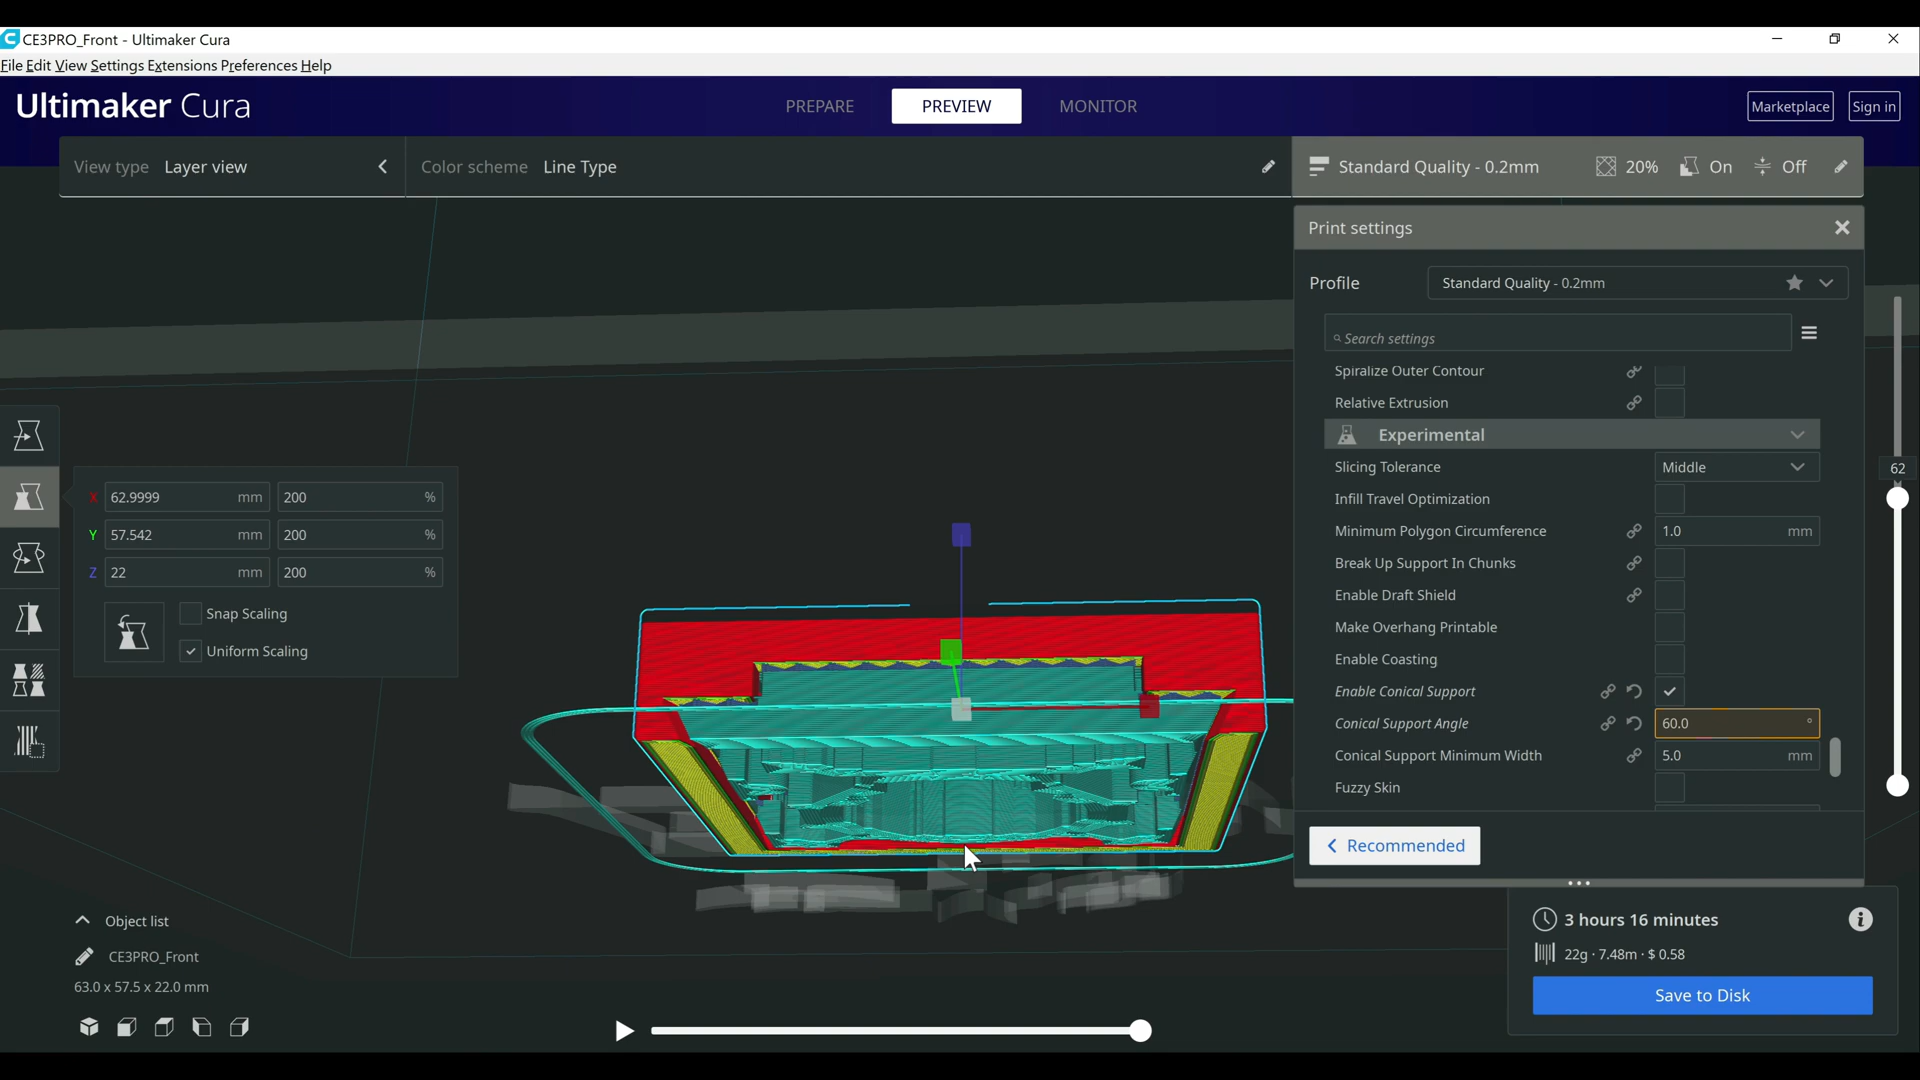 CE3PRO_Front - Ultimaker Cura
File Edit View Settings Extensions Preferences Help
Ultimaker Cura
PREPARE
PREVIEW
MONITOR
Marketplace
Sign in
View type Layer view
Color scheme Line Type
Standard Quality - 0.2mm
20%
On
Off
Print settings
Profile
Standard Quality - 0.2mm
Search settings
Spiralize Outer Contour
Relative Extrusion
Experimental
Slicing Tolerance
Middle
Infill Travel Optimization
Minimum Polygon Circumference
1.0 mm
Break Up Support In Chunks
Enable Draft Shield
Make Overhang Printable
Enable Coasting
Enable Conical Support
Conical Support Angle
60.0 °
Conical Support Minimum Width
5.0 mm
Fuzzy Skin
Recommended
62
X 62.9999 mm 200 %
Y 57.542 mm 200 %
Z 22 mm 200 %
Snap Scaling
Uniform Scaling
Object list
CE3PRO_Front
63.0 x 57.5 x 22.0 mm
3 hours 16 minutes
22g · 7.48m · $ 0.58
Save to Disk